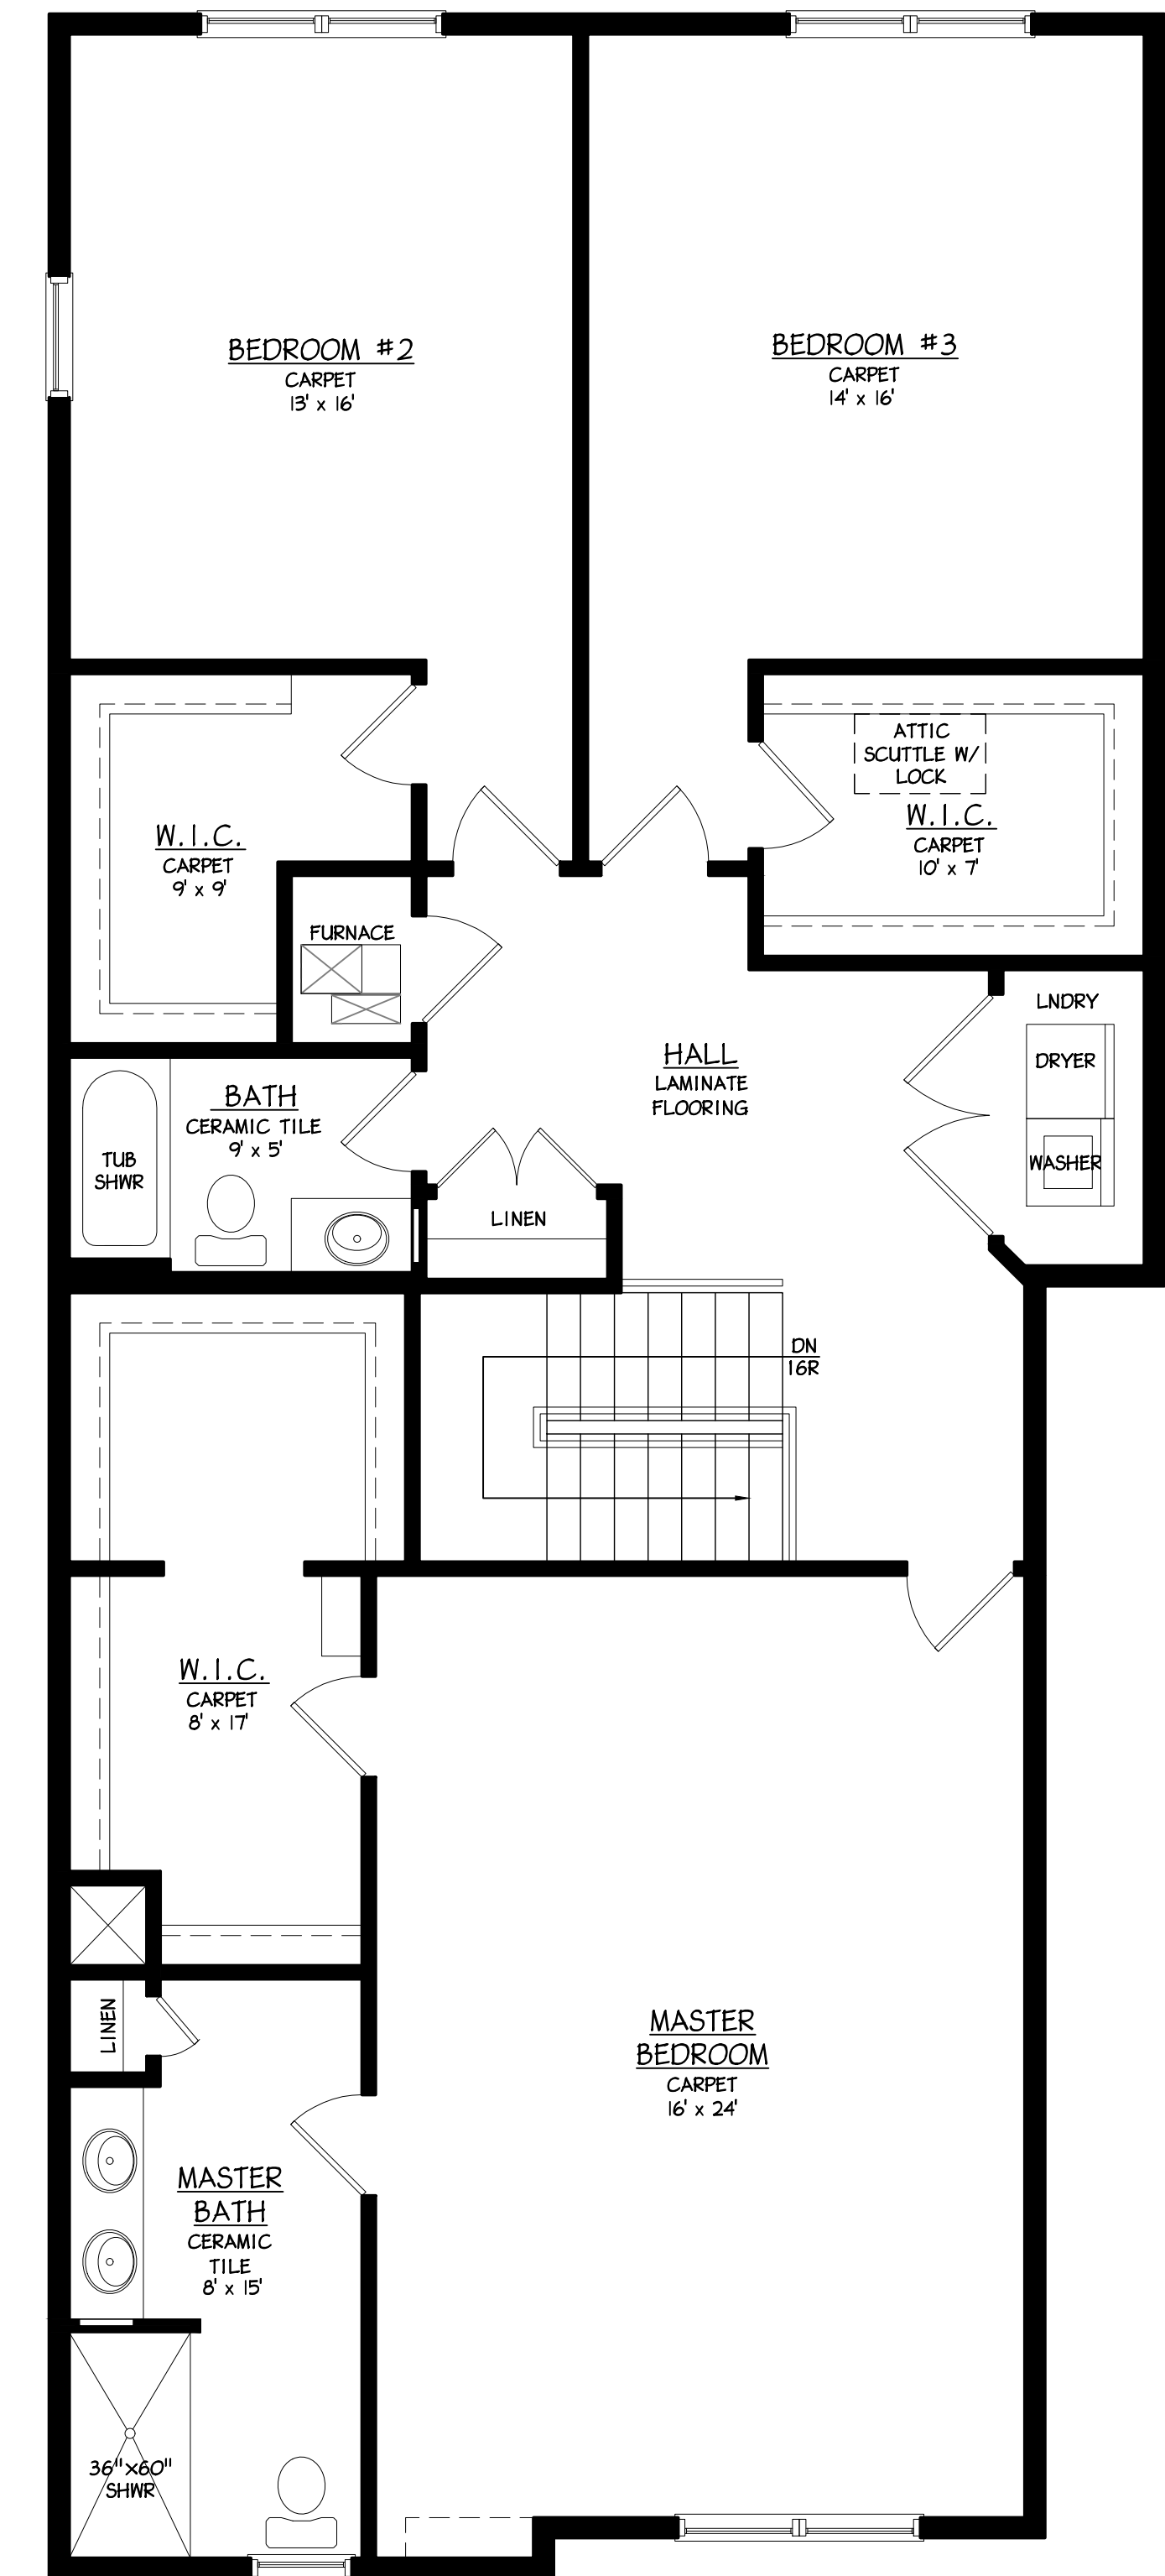 BEDROOM #2
CARPET
13' x 16'
BEDROOM #3
CARPET
14' x 16'
ATTIC
SCUTTLE W/
LOCK
W.I.C.
CARPET
10' x 7'
W.I.C.
CARPET
9' x 9'
FURNACE
LNDRY
DRYER
WASHER
HALL
LAMINATE
FLOORING
BATH
CERAMIC TILE
9' x 5'
TUB
SHWR
LINEN
DN
16R
W.I.C.
CARPET
8' x 17'
LINEN
MASTER
BEDROOM
CARPET
16' x 24'
MASTER
BATH
CERAMIC
TILE
8' x 15'
36"x60"
SHWR